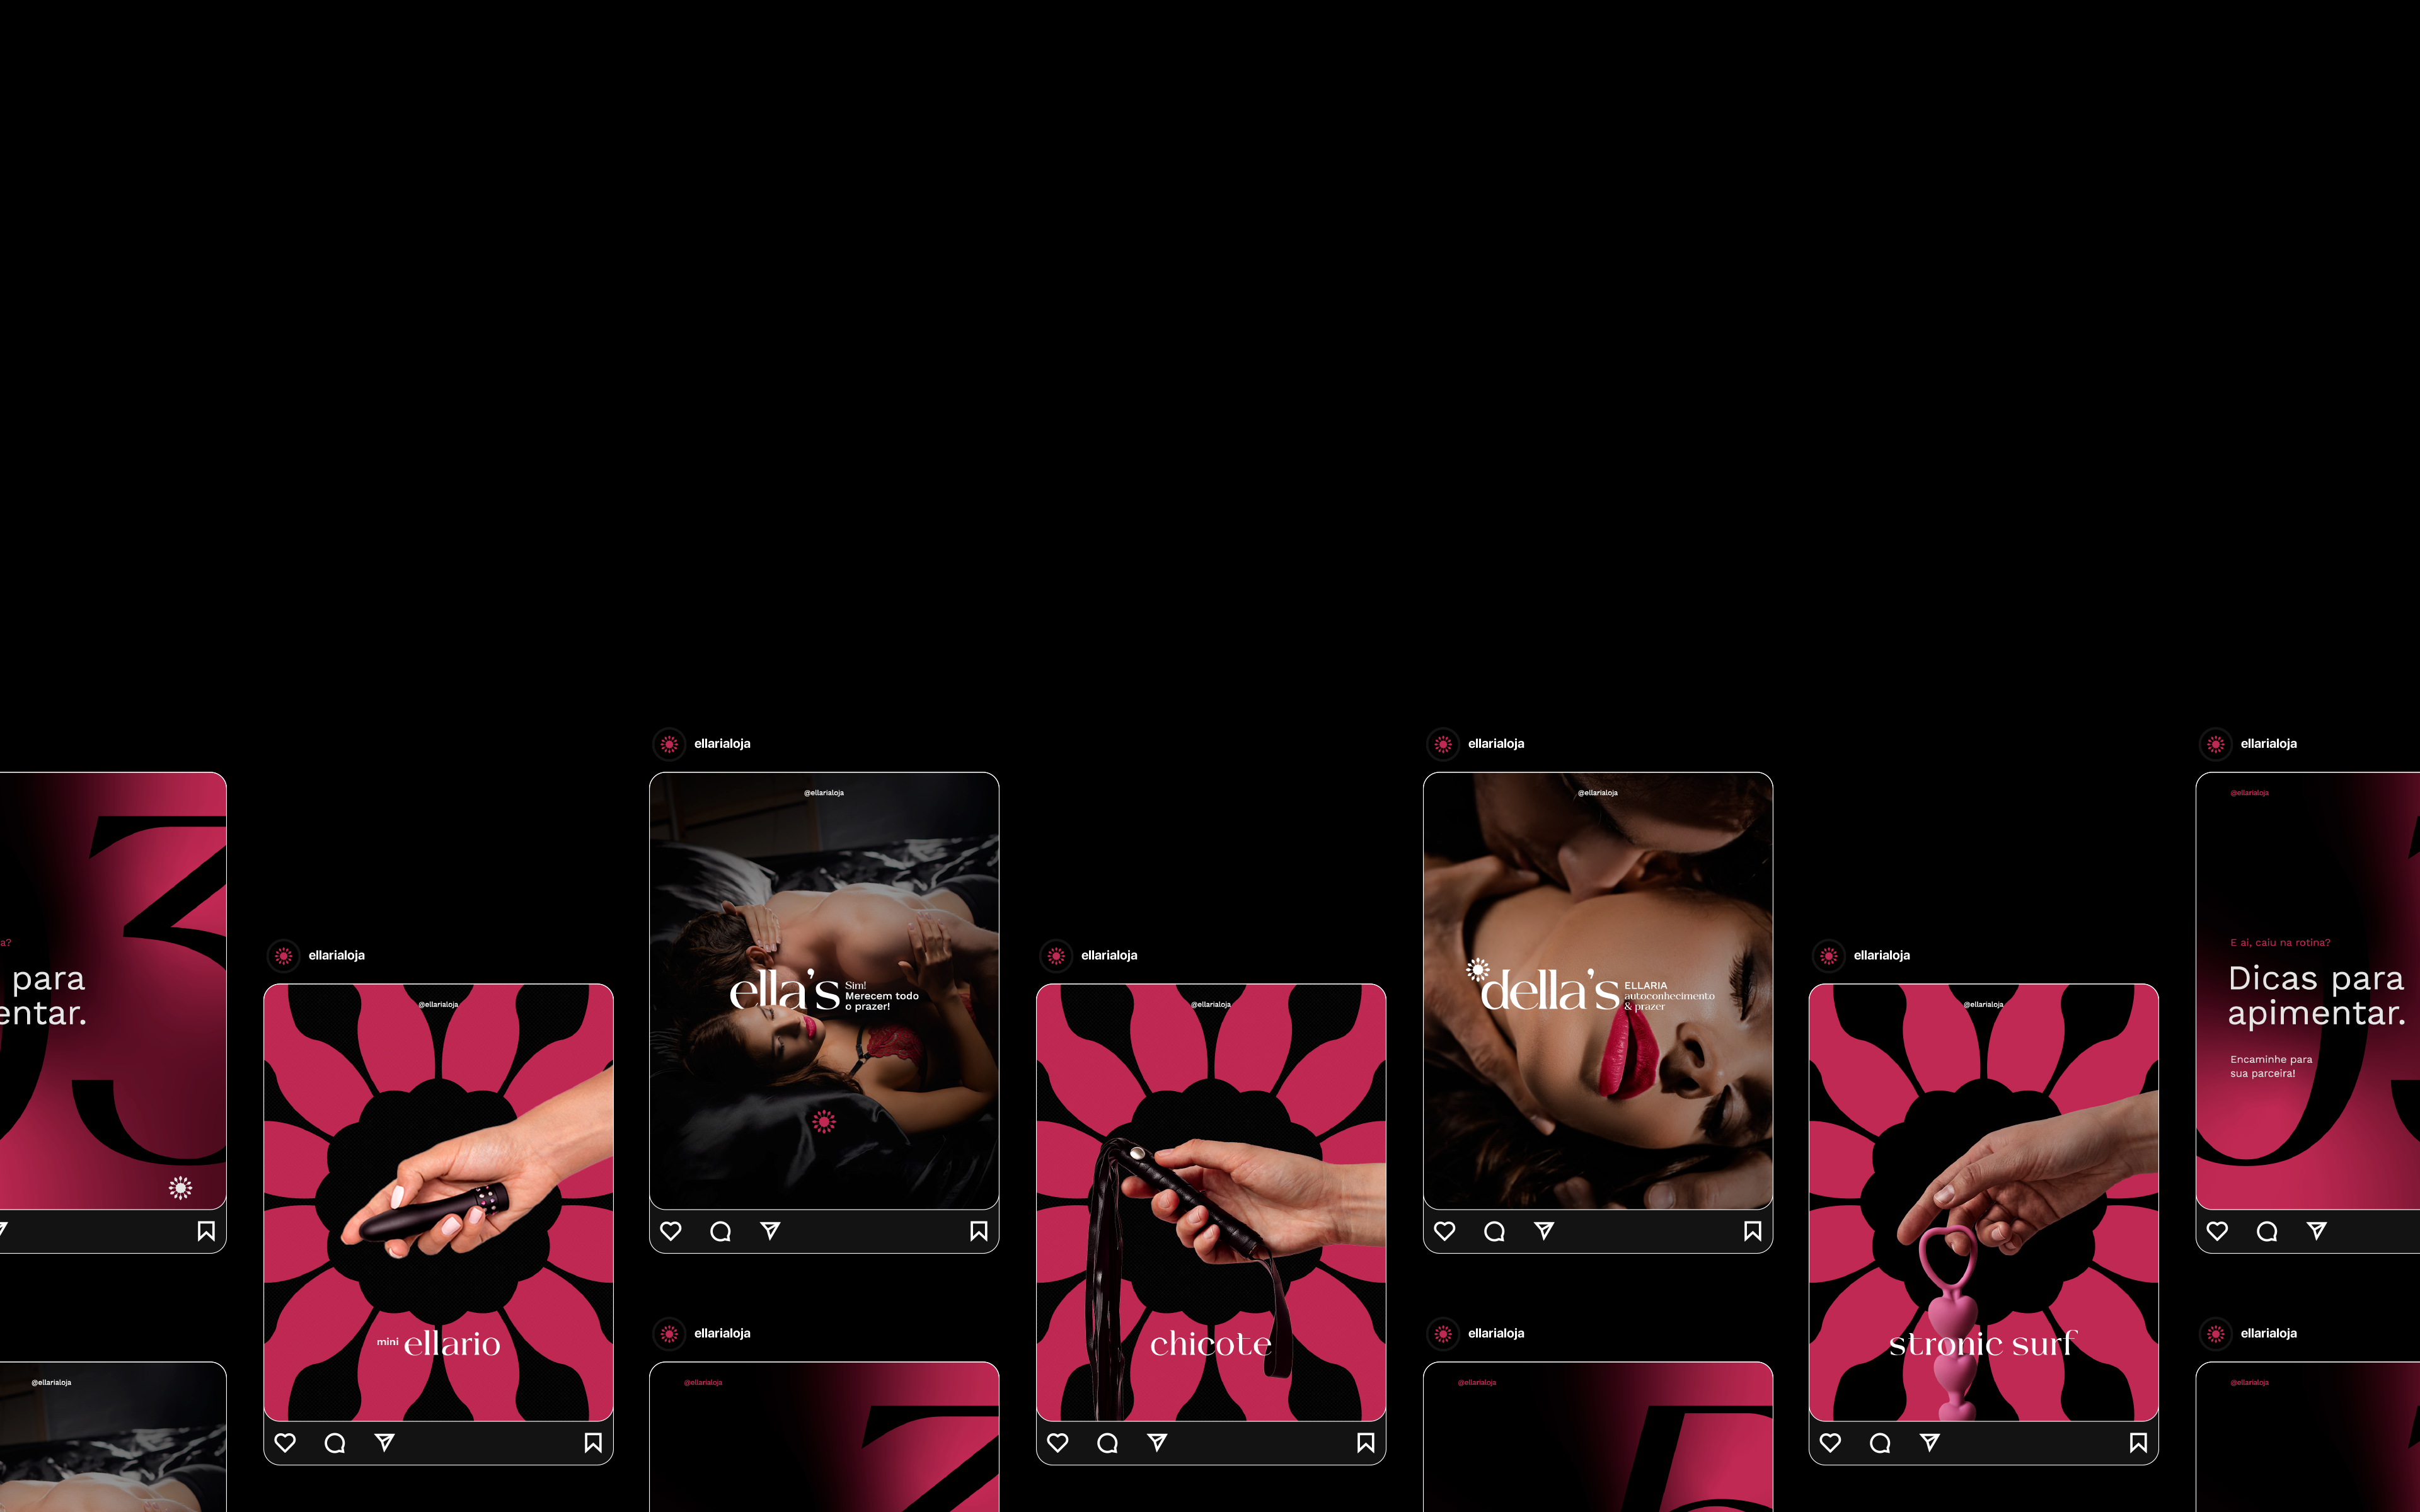 a?
para
entar.
@ellarialoja
ellarialoja
@ellarialoja
mini ellario
ellarialoja
@ellarialoja
ella's
Sim!
Merecem todo
o prazer!
ellarialoja
@ellarialoja
ellarialoja
@ellarialoja
chicote
ellarialoja
@ellarialoja
della's
ELLARIA
autoconhecimento
& prazer
ellarialoja
@ellarialoja
ellarialoja
@ellarialoja
stronic surf
ellarialoja
@ellarialoja
E ai, caiu na rotina?
Dicas para
apimentar.
Encaminhe para
sua parceira!
ellarialoja
@ellarialoja